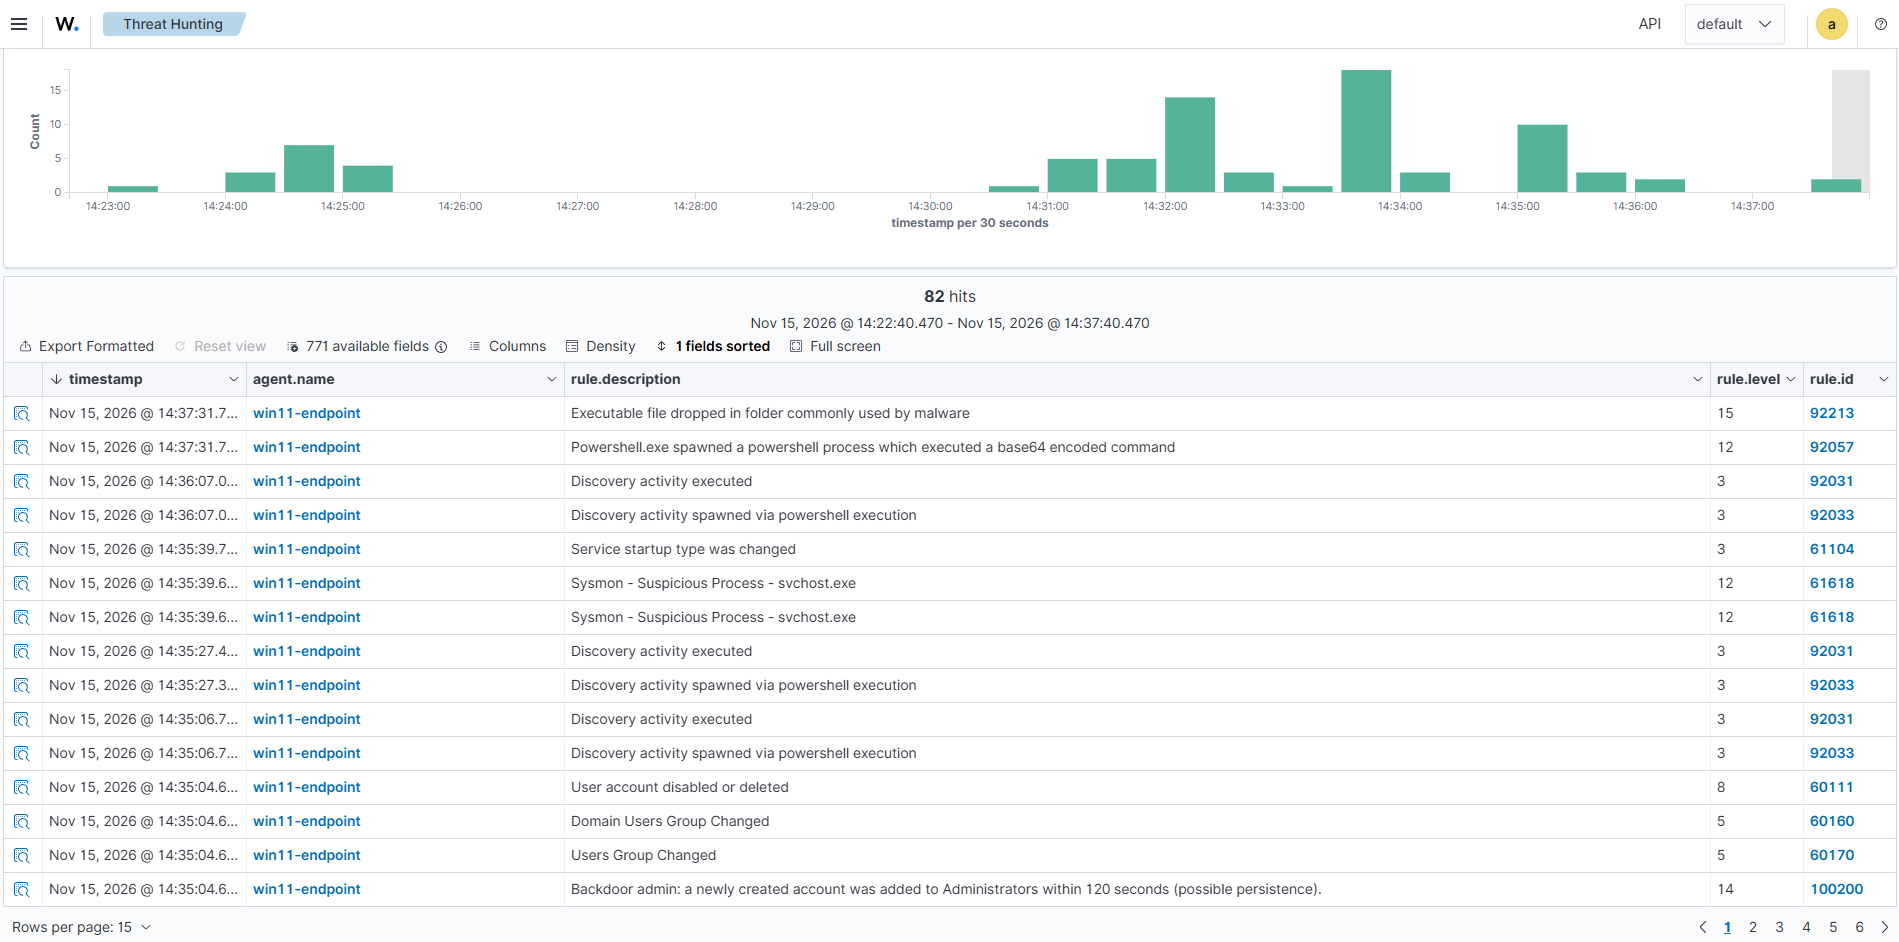 W. Threat Hunting API default a
15
10
5
0
Count
14:23:00 14:24:00 14:25:00 14:26:00 14:27:00 14:28:00 14:29:00 14:30:00 14:31:00 14:32:00 14:33:00 14:34:00 14:35:00 14:36:00 14:37:00
timestamp per 30 seconds
82 hits
Nov 15, 2026 @ 14:22:40.470 - Nov 15, 2026 @ 14:37:40.470
Export Formatted Reset view 771 available fields Columns Density 1 fields sorted Full screen
timestamp agent.name rule.description rule.level rule.id
Nov 15, 2026 @ 14:37:31.7... win11-endpoint Executable file dropped in folder commonly used by malware 15 92213
Nov 15, 2026 @ 14:37:31.7... win11-endpoint Powershell.exe spawned a powershell process which executed a base64 encoded command 12 92057
Nov 15, 2026 @ 14:36:07.0... win11-endpoint Discovery activity executed 3 92031
Nov 15, 2026 @ 14:36:07.0... win11-endpoint Discovery activity spawned via powershell execution 3 92033
Nov 15, 2026 @ 14:35:39.7... win11-endpoint Service startup type was changed 3 61104
Nov 15, 2026 @ 14:35:39.6... win11-endpoint Sysmon - Suspicious Process - svchost.exe 12 61618
Nov 15, 2026 @ 14:35:39.6... win11-endpoint Sysmon - Suspicious Process - svchost.exe 12 61618
Nov 15, 2026 @ 14:35:27.4... win11-endpoint Discovery activity executed 3 92031
Nov 15, 2026 @ 14:35:27.3... win11-endpoint Discovery activity spawned via powershell execution 3 92033
Nov 15, 2026 @ 14:35:06.7... win11-endpoint Discovery activity executed 3 92031
Nov 15, 2026 @ 14:35:06.7... win11-endpoint Discovery activity spawned via powershell execution 3 92033
Nov 15, 2026 @ 14:35:04.6... win11-endpoint User account disabled or deleted 8 60111
Nov 15, 2026 @ 14:35:04.6... win11-endpoint Domain Users Group Changed 5 60160
Nov 15, 2026 @ 14:35:04.6... win11-endpoint Users Group Changed 5 60170
Nov 15, 2026 @ 14:35:04.6... win11-endpoint Backdoor admin: a newly created account was added to Administrators within 120 seconds (possible persistence). 14 100200
Rows per page: 15 1 2 3 4 5 6